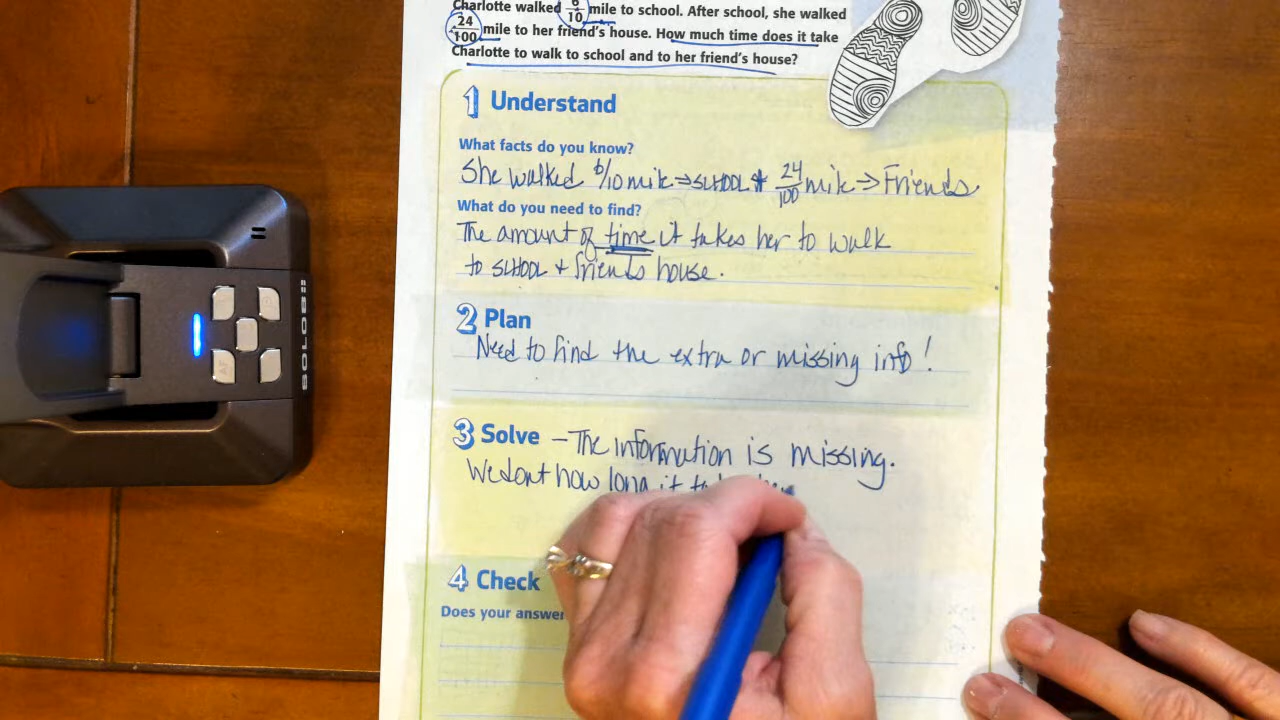 Charlotte walked 6/10 mile to school. After school, she walked
24/100 mile to her friend's house. How much time does it take
Charlotte to walk to school and to her friend's house?
1 Understand
What facts do you know?
She walked 6/10 mile → SCHOOL + 24/100 mile → Friends
What do you need to find?
The amount of time it takes her to walk
to SCHOOL + friends house.
2 Plan
Need to find the extra or missing info!
3 Solve - The information is missing.
We dont how long it
4 Check
Does your answer
SOLO 8